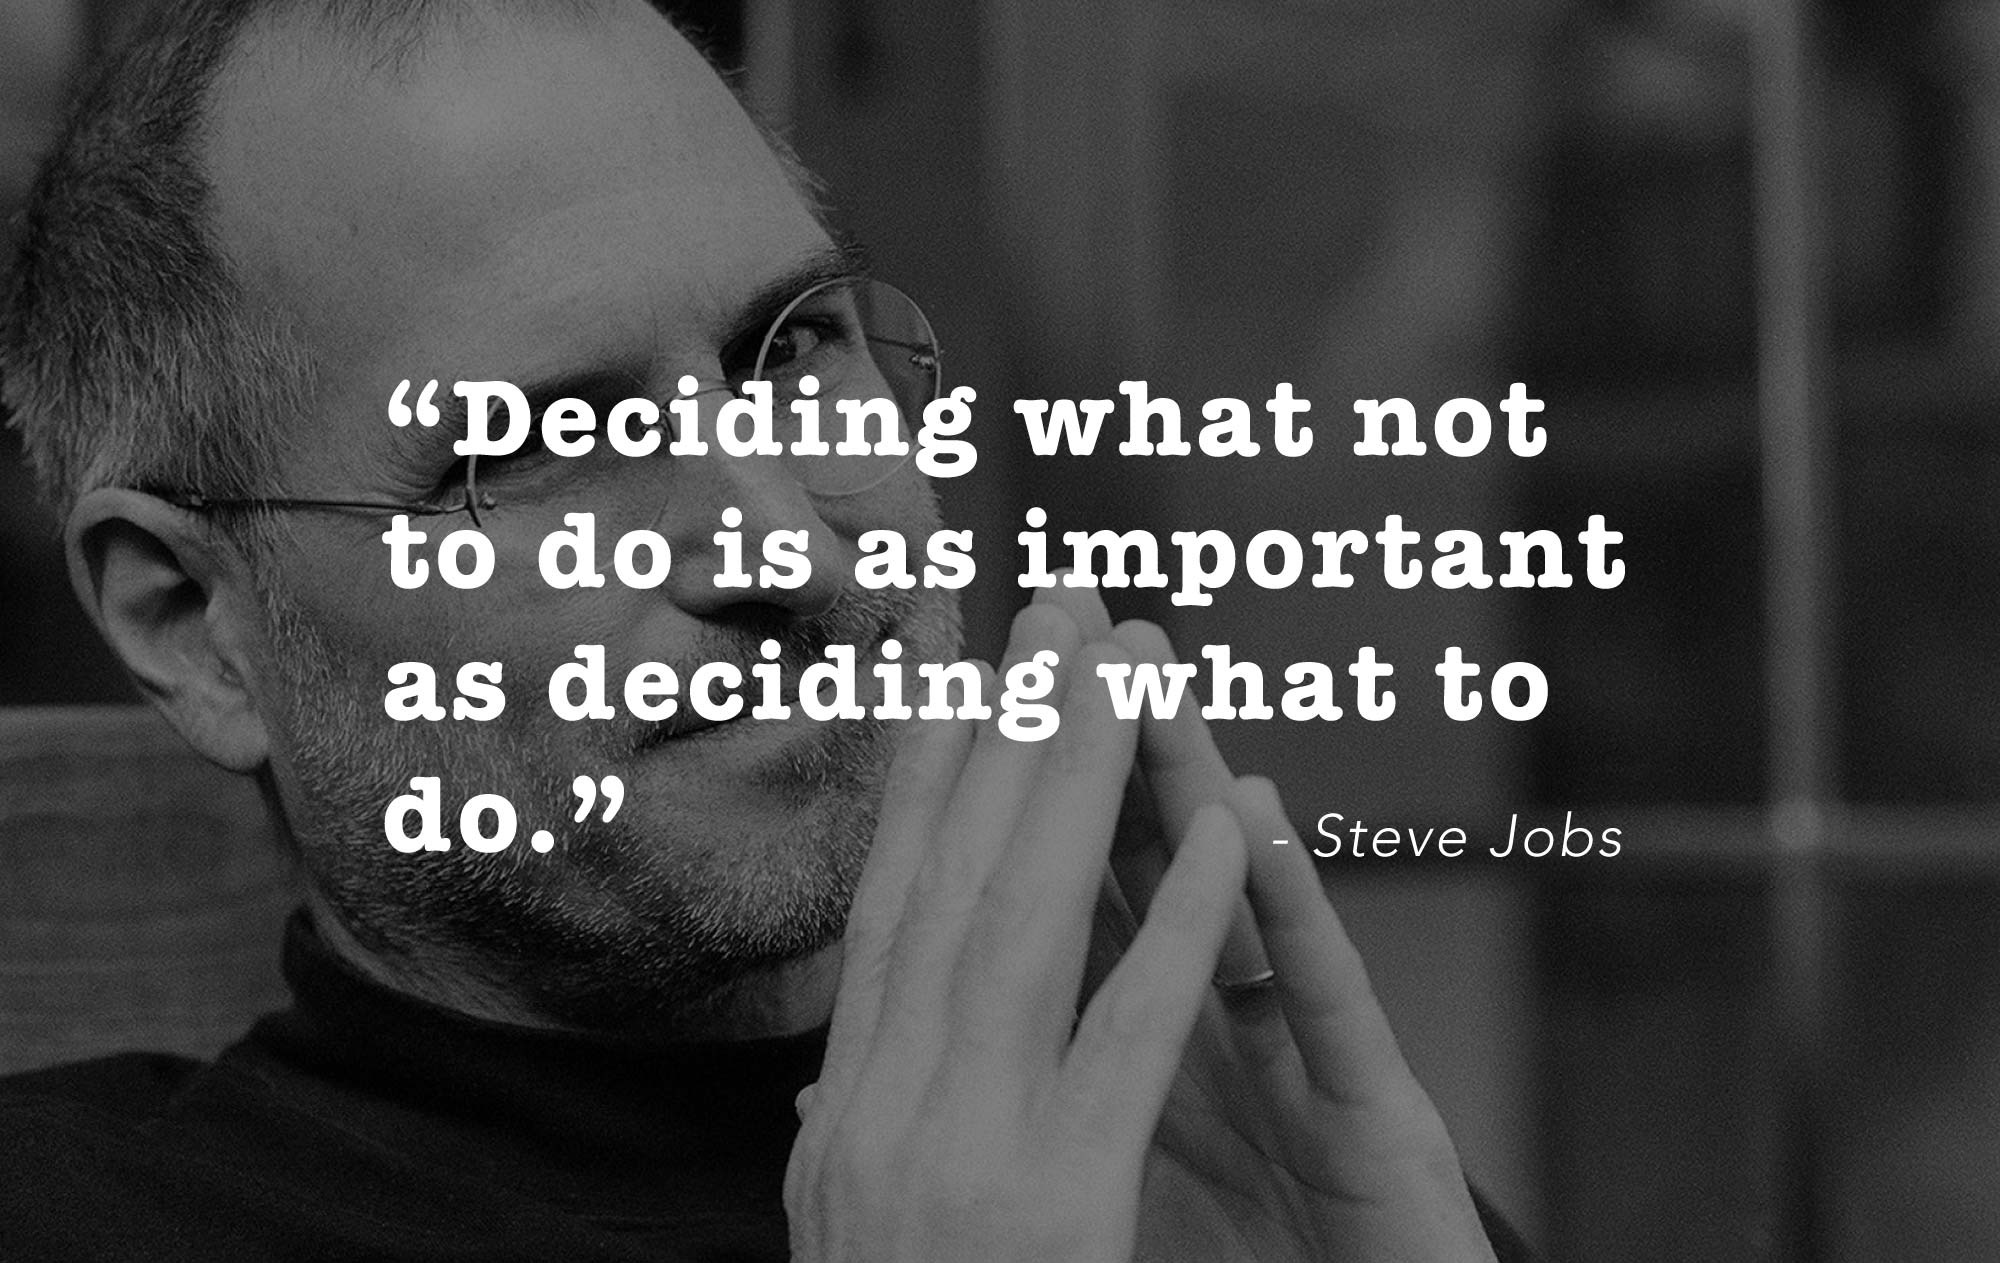 “Deciding what not
to do is as important
as deciding what to
do.”
- Steve Jobs